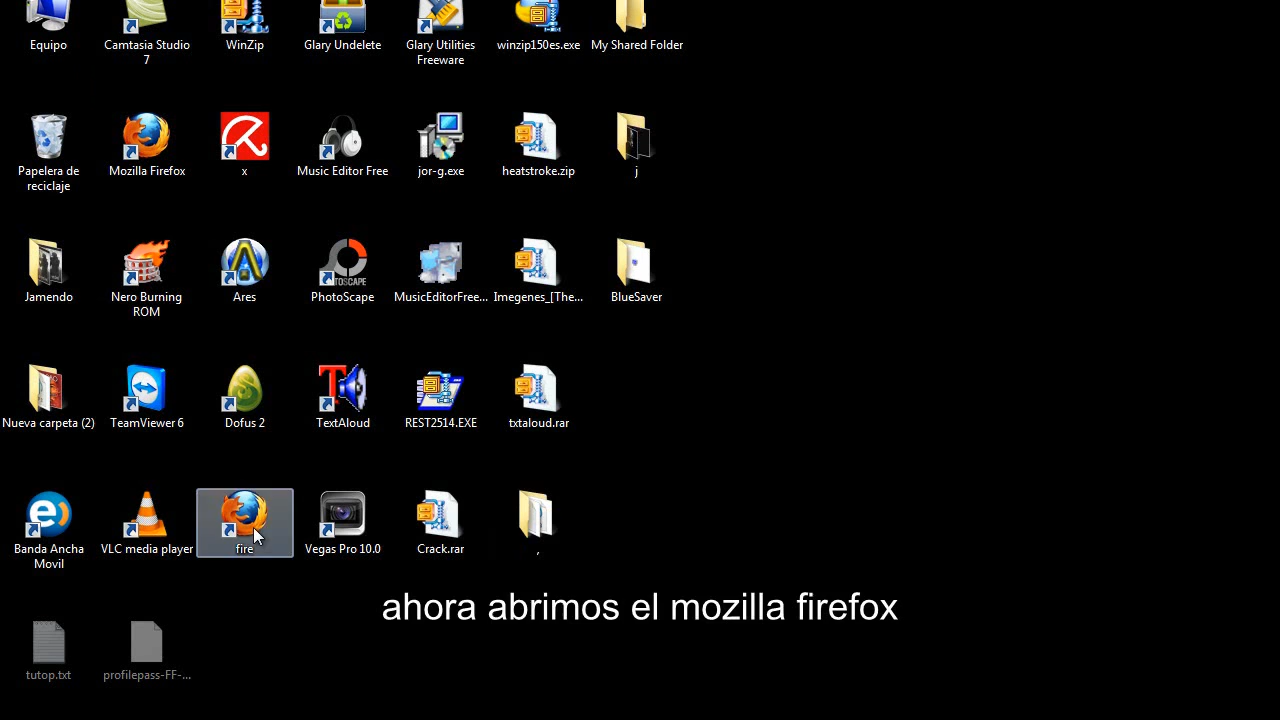 Equipo
Camtasia Studio
7
WinZip
Glary Undelete
Glary Utilities
Freeware
winzip150es.exe
My Shared Folder
Papelera de
reciclaje
Mozilla Firefox
x
Music Editor Free
jor-g.exe
heatstroke.zip
j
Jamendo
Nero Burning
ROM
Ares
PHOTOSCAPE
PhotoScape
MusicEditorFree...
Imegenes_[The...
BlueSaver
Nueva carpeta (2)
TeamViewer 6
Dofus 2
T
TextAloud
REST2514.EXE
txtaloud.rar
Banda Ancha
Movil
VLC media player
fire
Vegas Pro 10.0
Crack.rar
,
ahora abrimos el mozilla firefox
tutop.txt
profilepass-FF-...